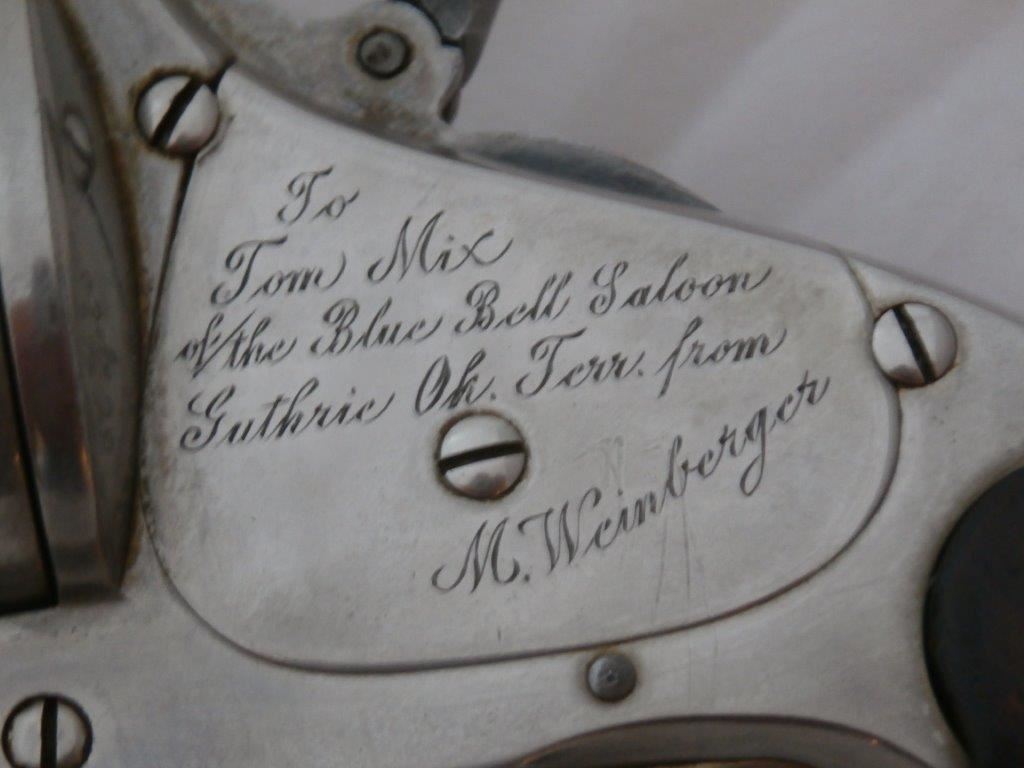 To
Tom Mix
of the Blue Bell Saloon
Guthrie Ok. Terr. from
M. Weinberger